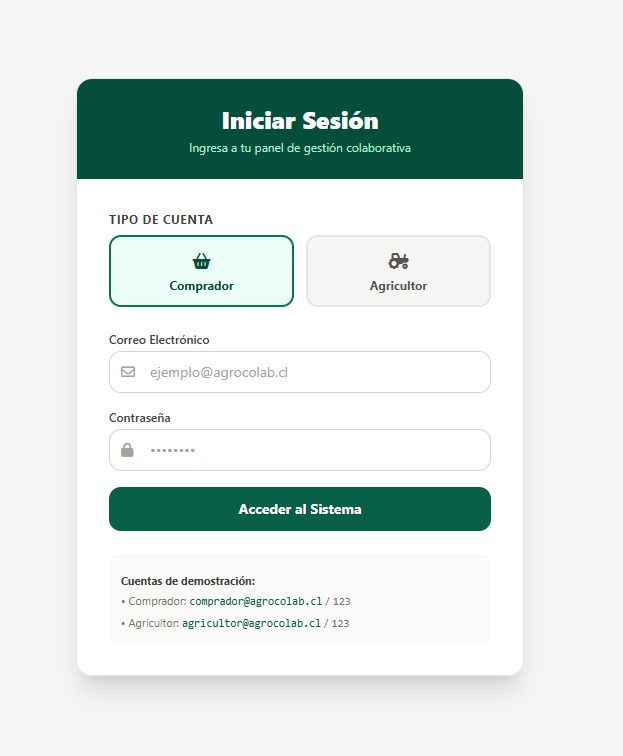 Iniciar Sesión
Ingresa a tu panel de gestión colaborativa
TIPO DE CUENTA
Comprador
Agricultor
Correo Electrónico
ejemplo@agrocolab.cl
Contraseña
••••••••
Acceder al Sistema
Cuentas de demostración:
• Comprador: comprador@agrocolab.cl / 123
• Agricultor: agricultor@agrocolab.cl / 123